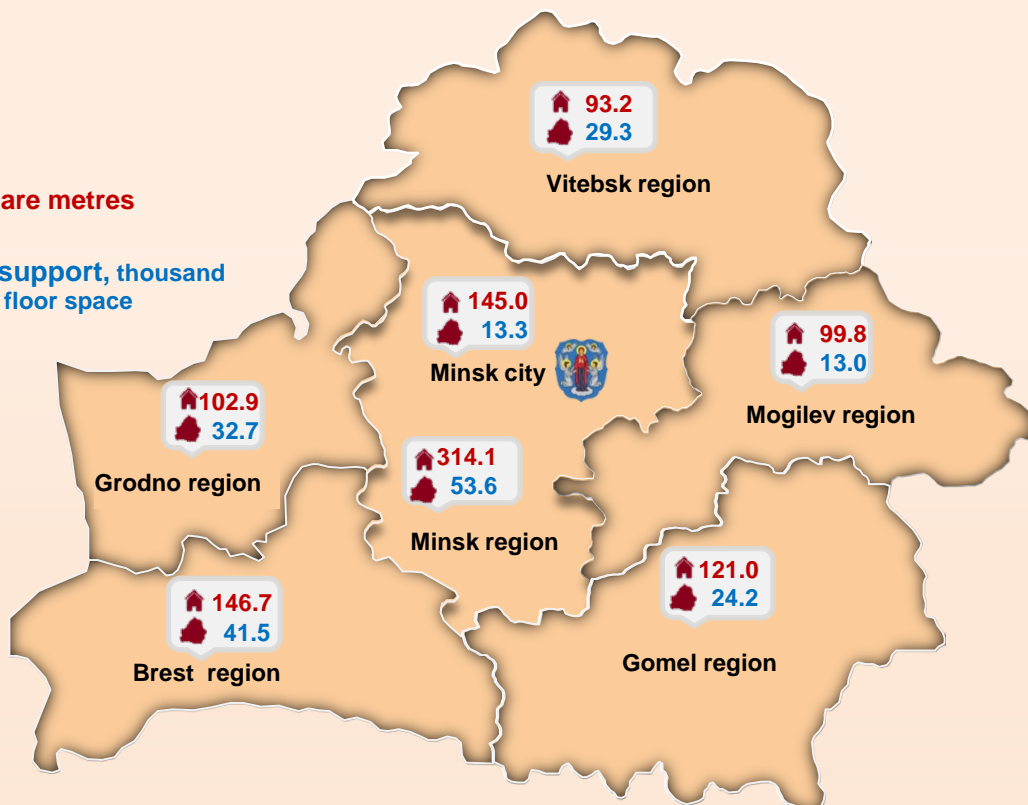 93.2
29.3
Vitebsk region
are metres
support, thousand
floor space
145.0
13.3
Minsk city
99.8
13.0
Mogilev region
102.9
32.7
Grodno region
314.1
53.6
Minsk region
121.0
24.2
Gomel region
146.7
41.5
Brest region